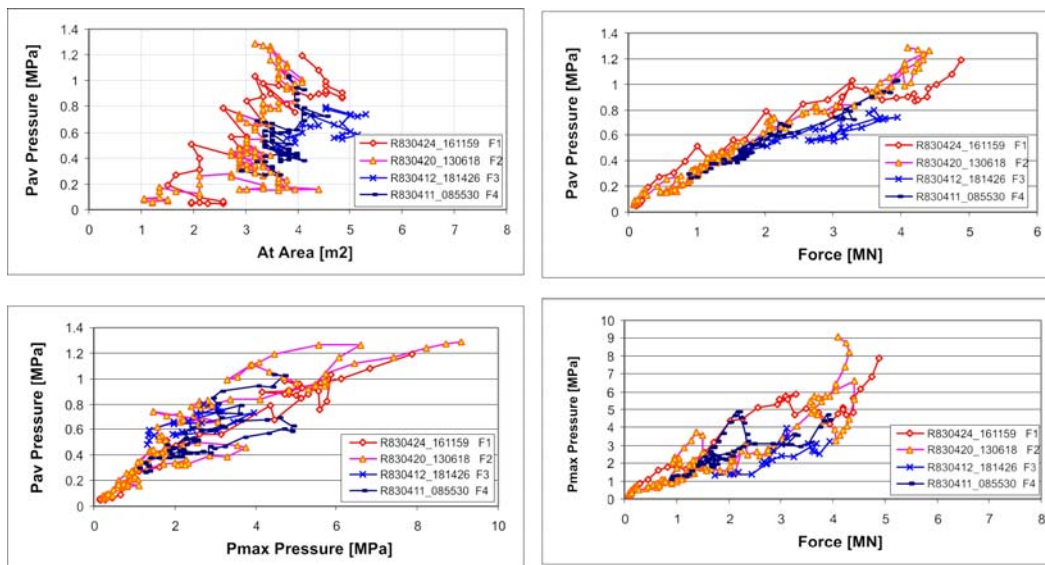 1.4
1.2
1
0.8
0.6
0.4
0.2
0
Pav Pressure [MPa]
R830424_161159 F1
R830420_130618 F2
R830412_181426 F3
R830411_085530 F4
0 1 2 3 4 5 6 7 8
At Area [m2]
1.4
1.2
1
0.8
0.6
0.4
0.2
0
Pav Pressure [MPa]
R830424_161159 F1
R830420_130618 F2
R830412_181426 F3
R830411_085530 F4
0 1 2 3 4 5 6
Force [MN]
1.4
1.2
1
0.8
0.6
0.4
0.2
0
Pav Pressure [MPa]
R830424_161159 F1
R830420_130618 F2
R830412_181426 F3
R830411_085530 F4
0 2 4 6 8 10
Pmax Pressure [MPa]
10
9
8
7
6
5
4
3
2
1
0
Pmax Pressure [MPa]
R830424_161159 F1
R830420_130618 F2
R830412_181426 F3
R830411_085530 F4
0 1 2 3 4 5 6 7 8
Force [MN]